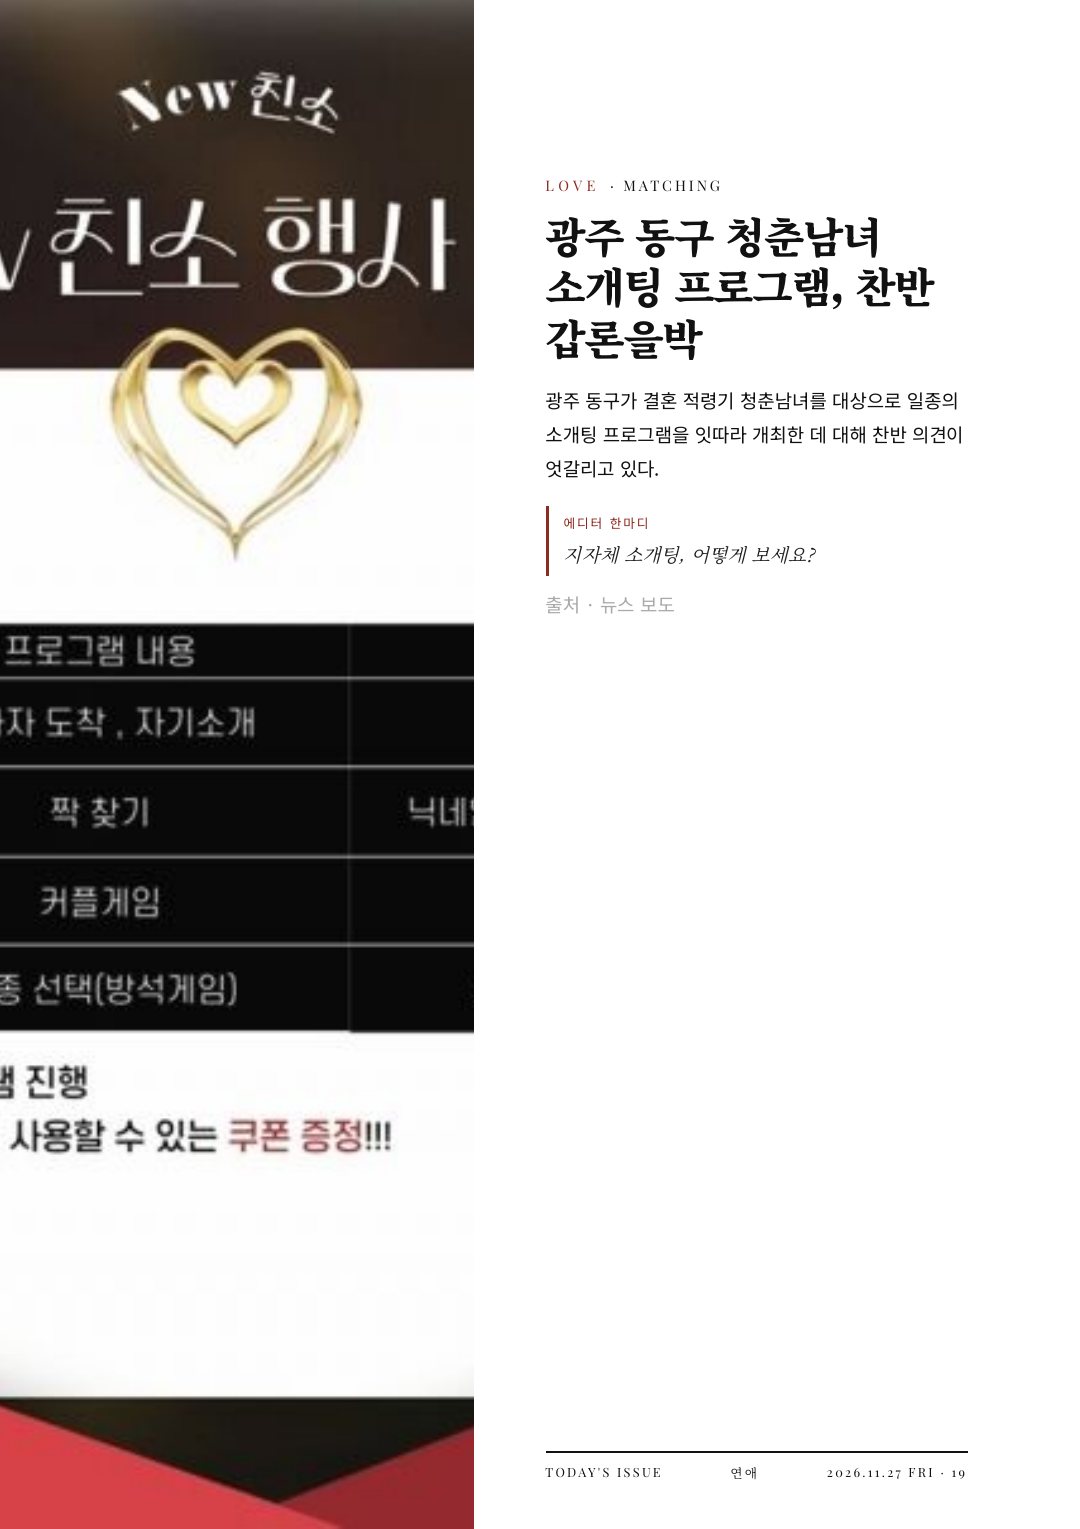 New 친소
친소 행사
프로그램 내용
도착 , 자기소개
짝 찾기
커플게임
선택(방석게임)
진행
사용할 수 있는 쿠폰 증정!!!
LOVE · MATCHING
광주 동구 청춘남녀
소개팅 프로그램, 찬반
갑론을박
광주 동구가 결혼 적령기 청춘남녀를 대상으로 일종의
소개팅 프로그램을 잇따라 개최한 데 대해 찬반 의견이
엇갈리고 있다.
에디터 한마디
지자체 소개팅, 어떻게 보세요?
출처 · 뉴스 보도
TODAY'S ISSUE 연애 2026.11.27 FRI · 19